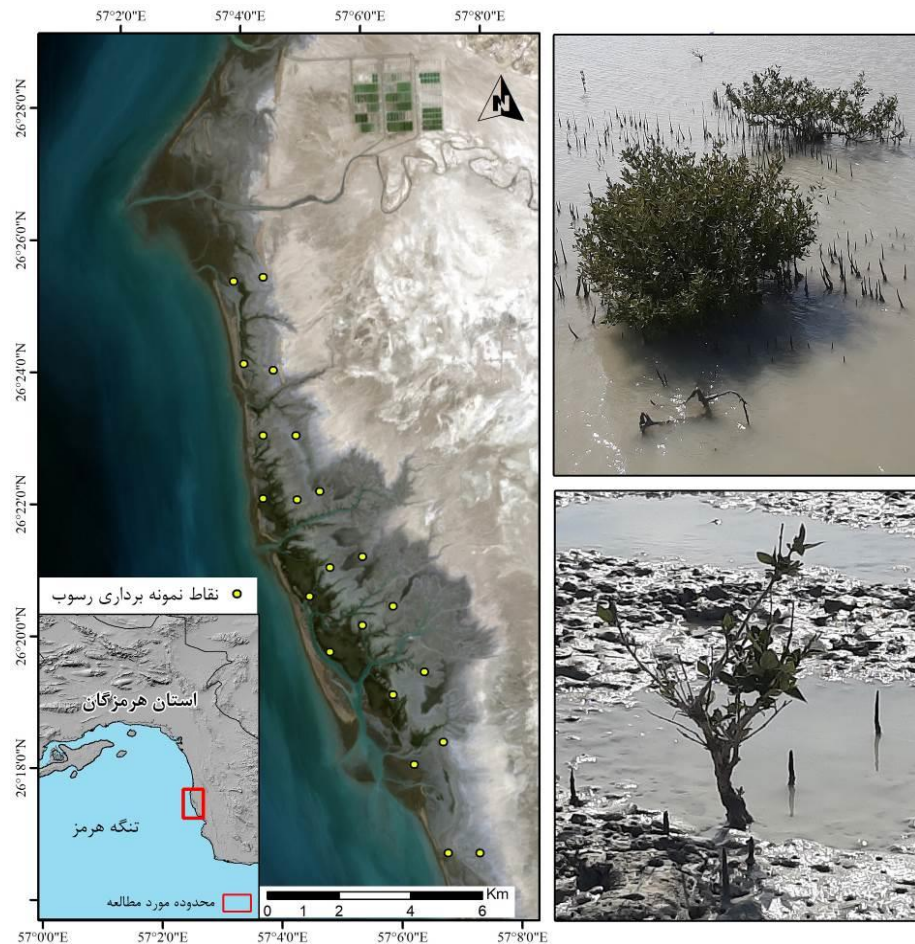 57°2'0"E 57°4'0"E 57°6'0"E 57°8'0"E
26°28'0"N
26°26'0"N
26°24'0"N
26°22'0"N
26°20'0"N
26°18'0"N
N
نقاط نمونه برداری رسوب
استان هرمزگان
تنگه هرمز
محدوده مورد مطالعه
Km
0 1 2 4 6
57°0'0"E 57°2'0"E 57°4'0"E 57°6'0"E 57°8'0"E